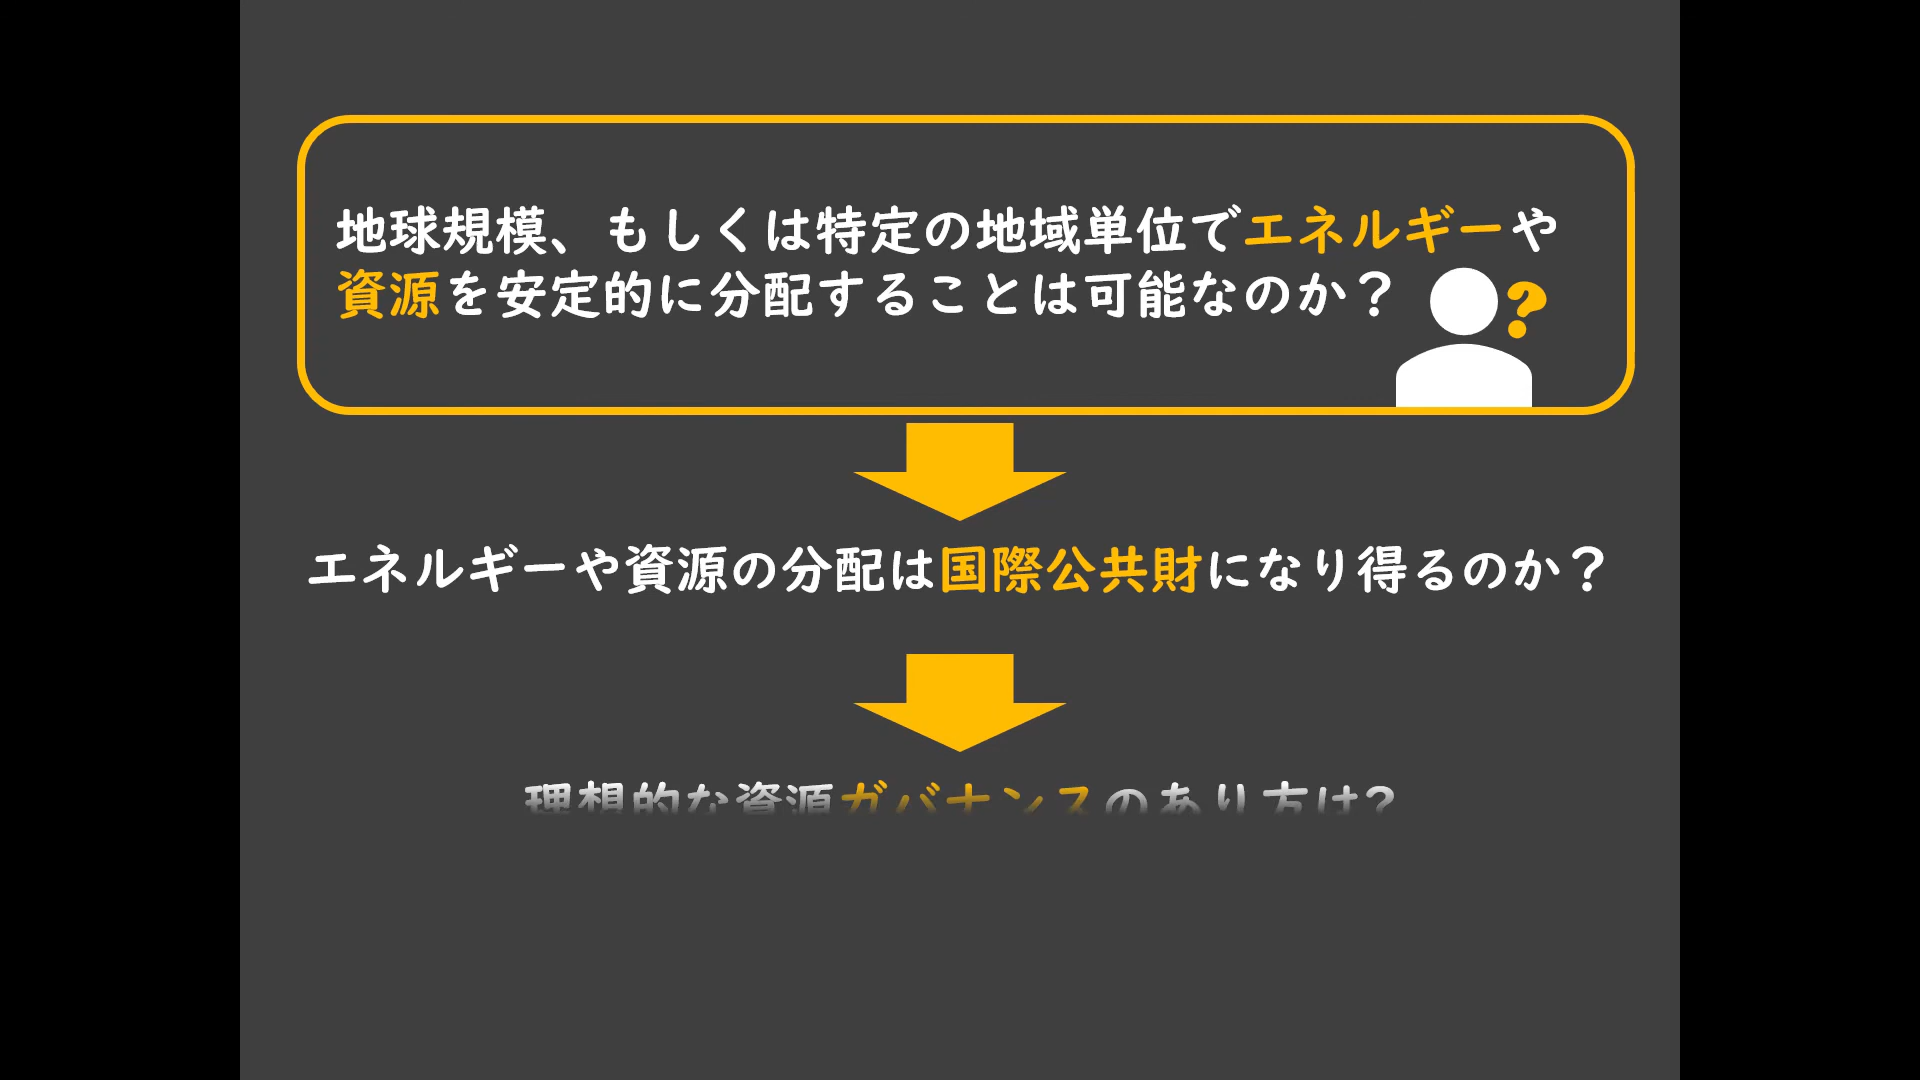 地球規模、もしくは特定の地域単位でエネルギーや
資源を安定的に分配することは可能なのか？
?
エネルギーや資源の分配は国際公共財になり得るのか？
理想的な資源ガバナンスのあり方は？